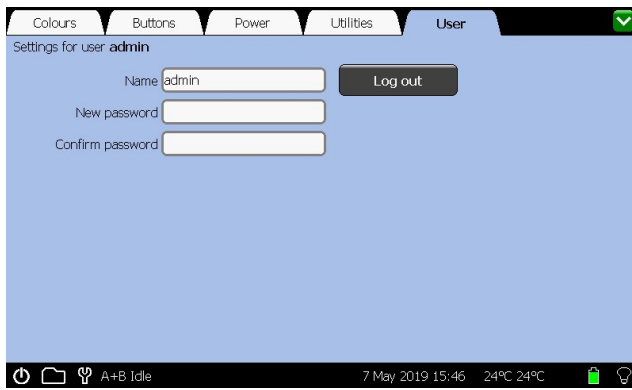 Colours Buttons Power Utilities User
Settings for user admin
Name admin Log out
New password
Confirm password
A+B Idle 7 May 2019 15:46 24°C 24°C